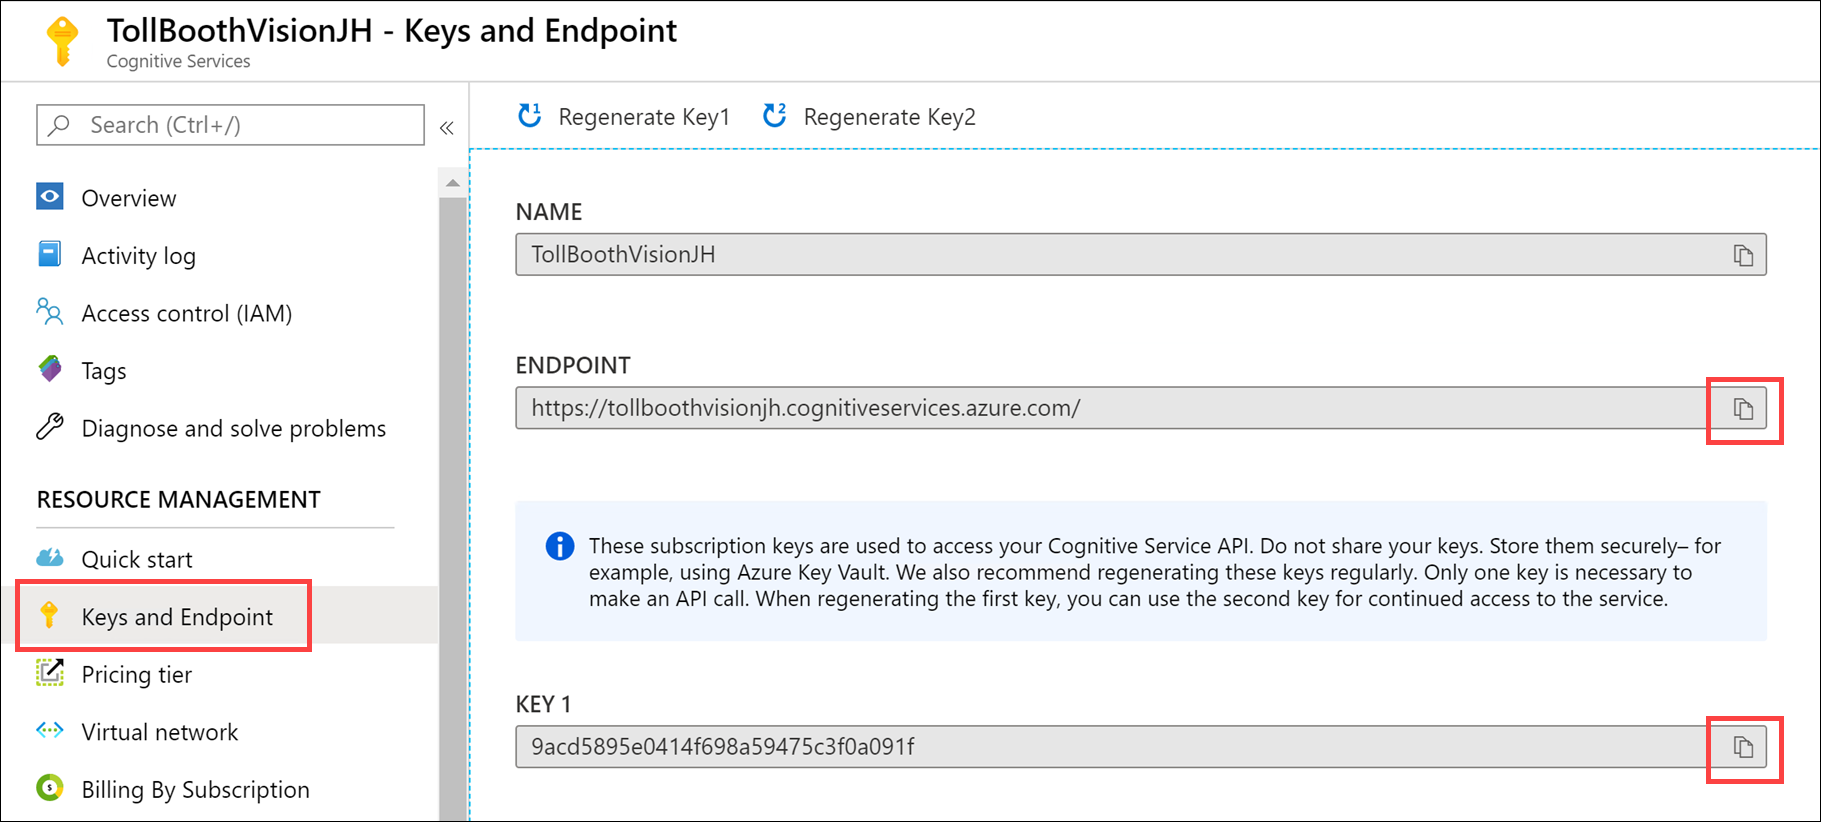 TollBoothVisionJH - Keys and Endpoint
Cognitive Services
Search (Ctrl+/)
«
Overview
Activity log
Access control (IAM)
Tags
Diagnose and solve problems
RESOURCE MANAGEMENT
Quick start
Keys and Endpoint
Pricing tier
Virtual network
Billing By Subscription
1 Regenerate Key1
2 Regenerate Key2
NAME
TollBoothVisionJH
ENDPOINT
https://tollboothvisionjh.cognitiveservices.azure.com/
These subscription keys are used to access your Cognitive Service API. Do not share your keys. Store them securely– for
example, using Azure Key Vault. We also recommend regenerating these keys regularly. Only one key is necessary to
make an API call. When regenerating the first key, you can use the second key for continued access to the service.
KEY 1
9acd5895e0414f698a59475c3f0a091f